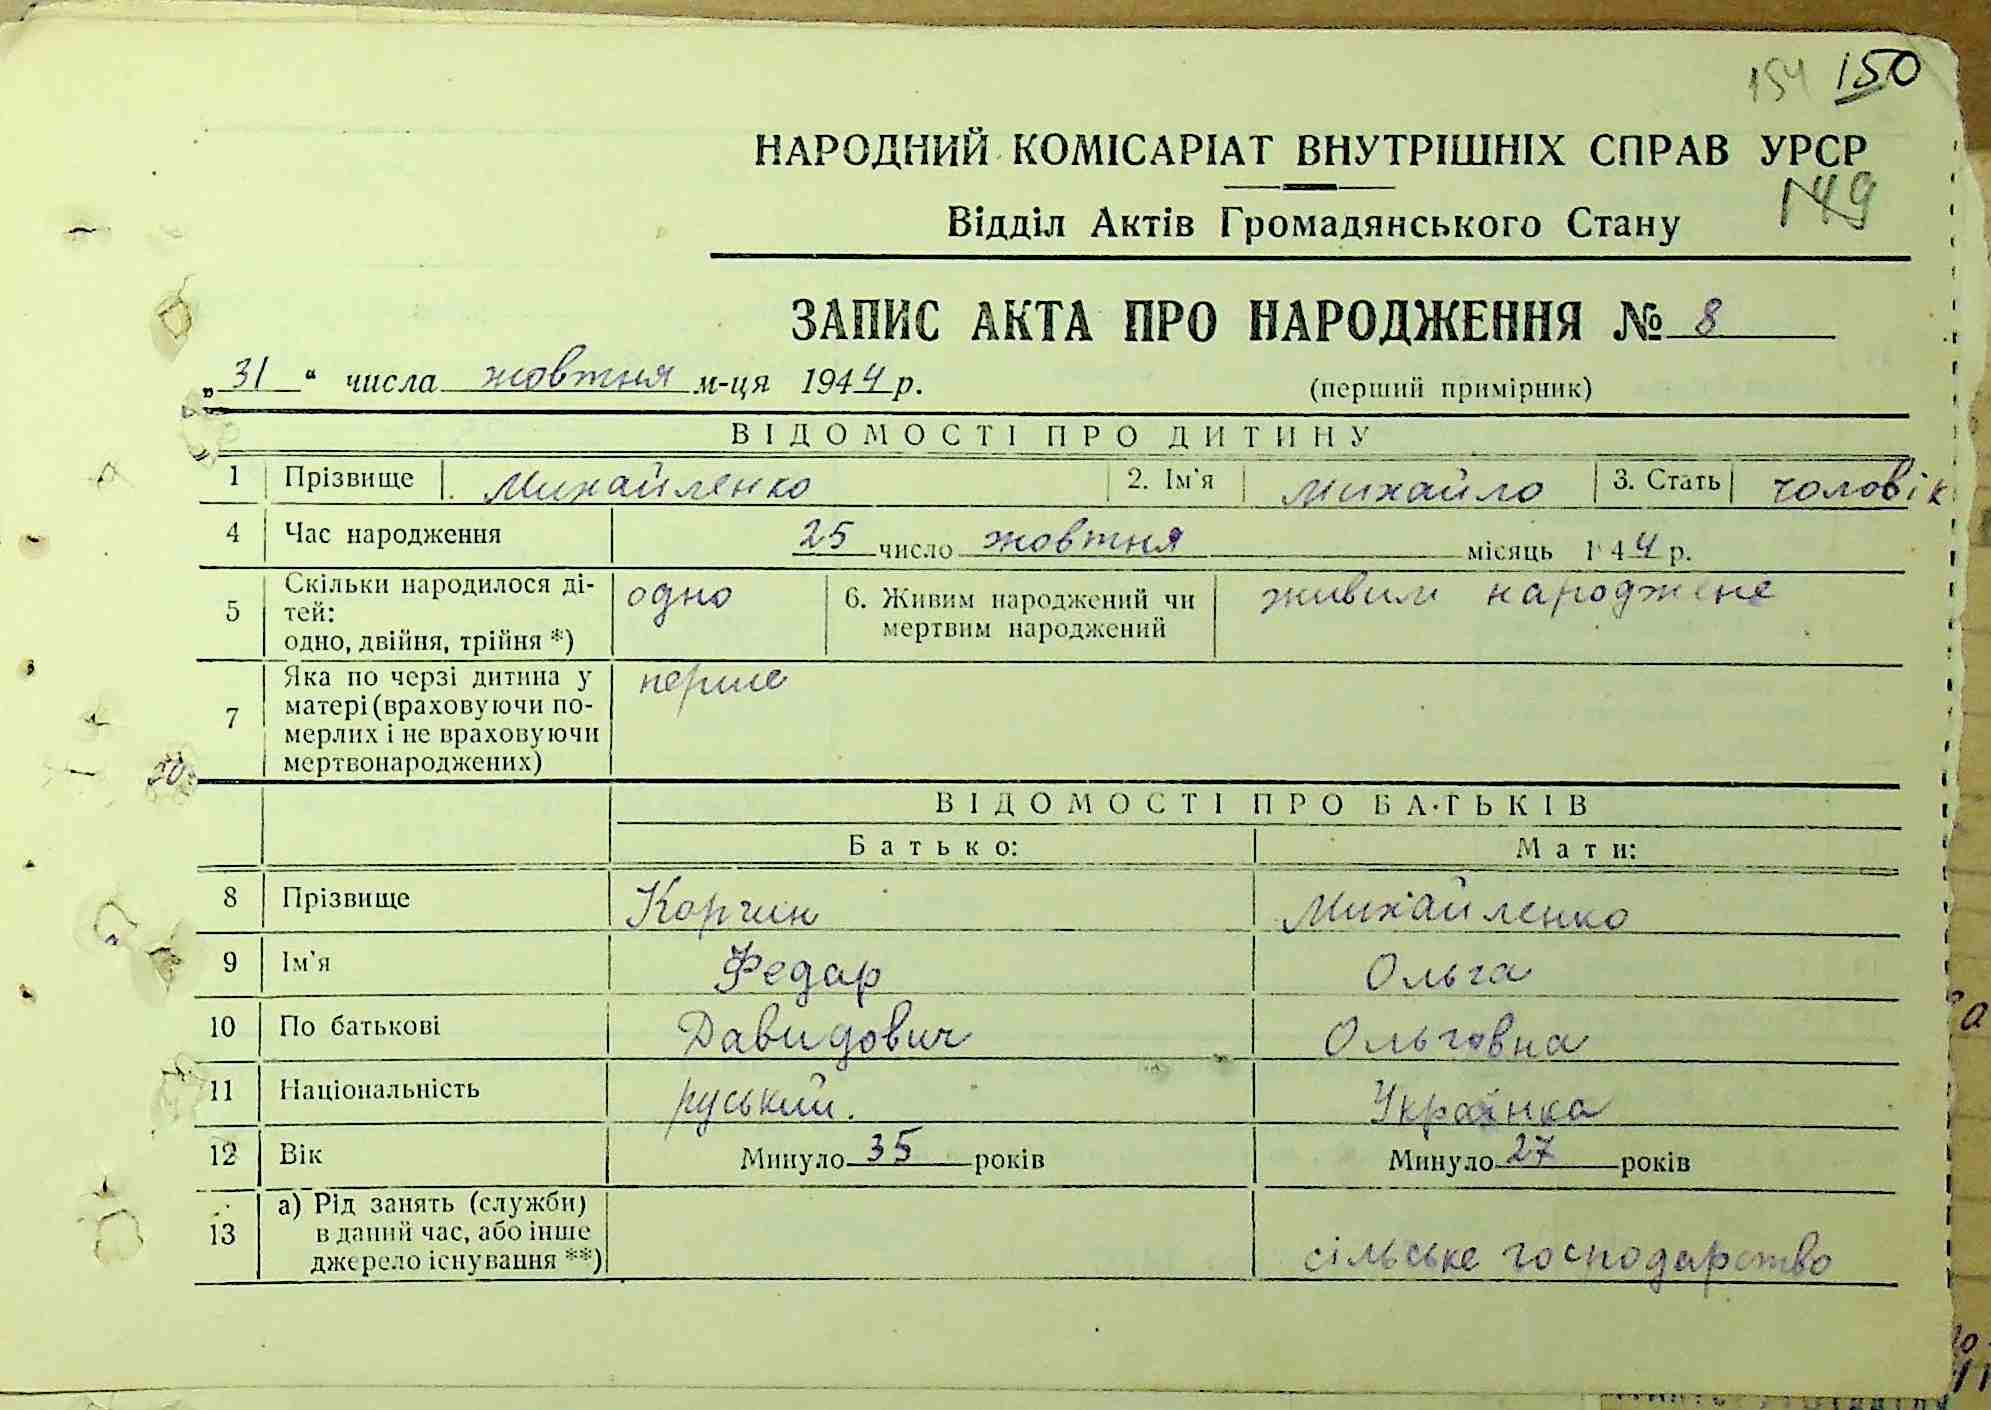 154 150
НАРОДНИЙ КОМІСАРІАТ ВНУТРІШНІХ СПРАВ УРСР
149
Відділ Актів Громадянського Стану
ЗАПИС АКТА ПРО НАРОДЖЕННЯ № 8
„31“ числа жовтня м-ця 1944 р. (перший примірник)
ВІДОМОСТІ ПРО ДИТИНУ
1 Прізвище Михайленко 2. Ім'я Михайло 3. Стать чоловік
4 Час народження 25 число жовтня місяць 1944 р.
5 Скільки народилося ді-
тей:
одно, двійня, трійня *) одно 6. Живим народжений чи
мертвим народжений живим народжене
7 Яка по черзі дитина у
матері (враховуючи по-
мерлих і не враховуючи
мертвонароджених) перше
ВІДОМОСТІ ПРО БАТЬКІВ
Батько: Мати:
8 Прізвище Корчин Михайленко
9 Ім'я Федар Ольга
10 По батькові Давидович Ольговна
11 Національність руський. Українка
12 Вік Минуло 35 років Минуло 27 років
13 а) Рід занять (служби)
в даний час, або інше
джерело існування **) сільське господарство